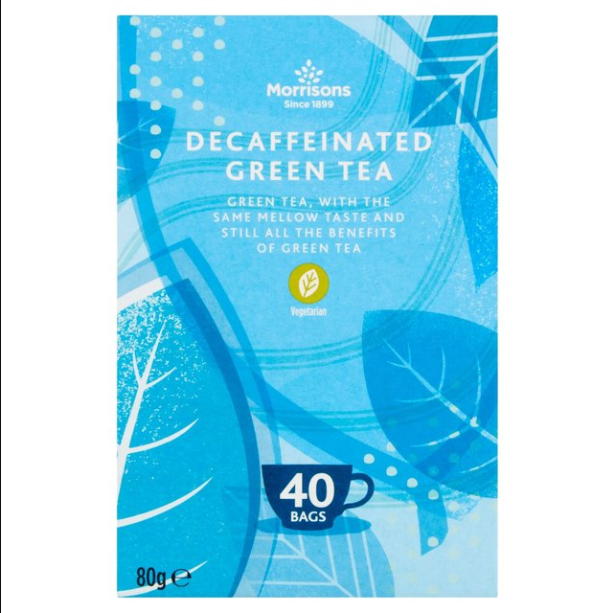 Morrisons
Since 1899
DECAFFEINATED
GREEN TEA
GREEN TEA, WITH THE
SAME MELLOW TASTE AND
STILL ALL THE BENEFITS
OF GREEN TEA
Vegetarian
40
BAGS
80g ℮